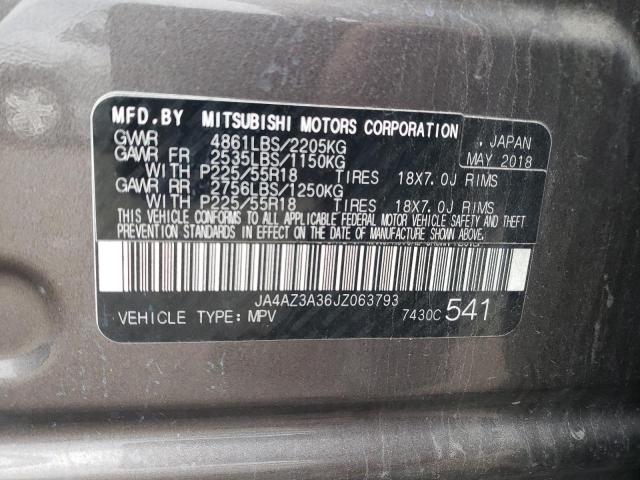 MFD.BY MITSUBISHI MOTORS CORPORATION , JAPAN
GVWR 4861LBS/2205KG MAY 2018
GAWR FR 2535LBS/1150KG
WITH P225/55R18 TIRES 18X7.0J RIMS
GAWR RR 2756LBS/1250KG
WITH P225/55R18 TIRES 18X7.0J RIMS
THIS VEHICLE CONFORMS TO ALL APPLICABLE FEDERAL MOTOR VEHICLE SAFETY AND THEFT
PREVENTION STANDARDS IN EFFECT ON THE DATE OF MANUFACTURE SHOWN ABOVE.
JA4AZ3A36JZ063793
VEHICLE TYPE: MPV 7430C 541